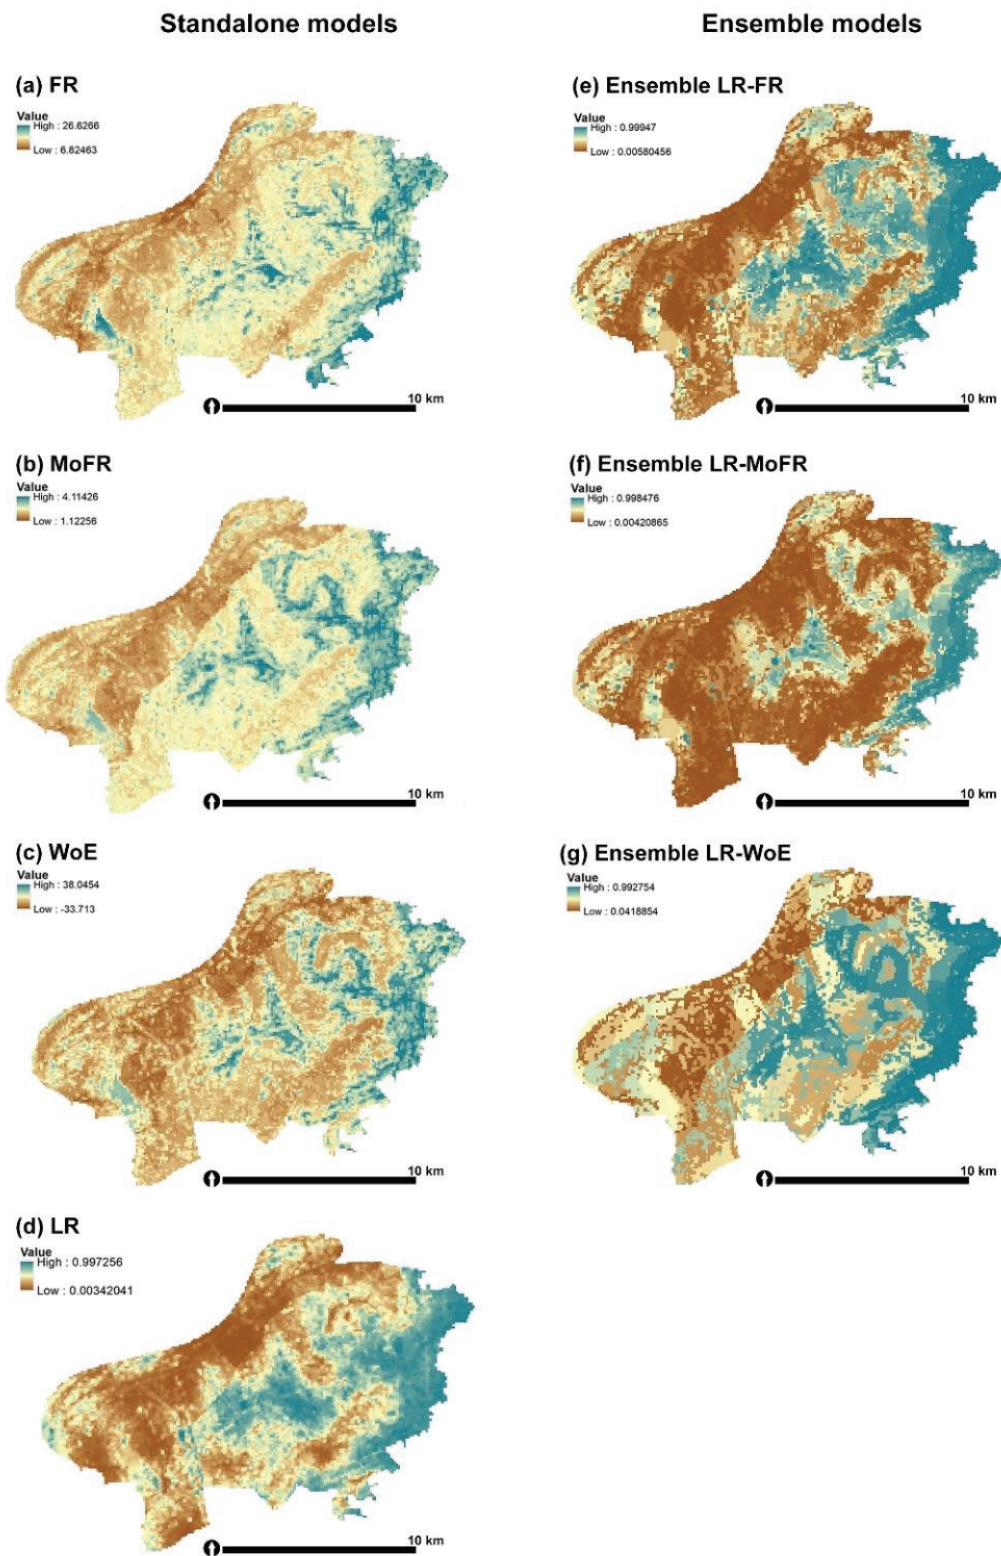 Standalone models
Ensemble models
(a) FR
Value
High : 26.6266
Low : 6.82463
10 km
(e) Ensemble LR-FR
Value
High : 0.99947
Low : 0.00580456
10 km
(b) MoFR
Value
High : 4.11426
Low : 1.12256
10 km
(f) Ensemble LR-MoFR
Value
High : 0.998476
Low : 0.00420865
10 km
(c) WoE
Value
High : 38.0454
Low : -33.713
10 km
(g) Ensemble LR-WoE
Value
High : 0.992754
Low : 0.0418854
10 km
(d) LR
Value
High : 0.997256
Low : 0.00342041
10 km